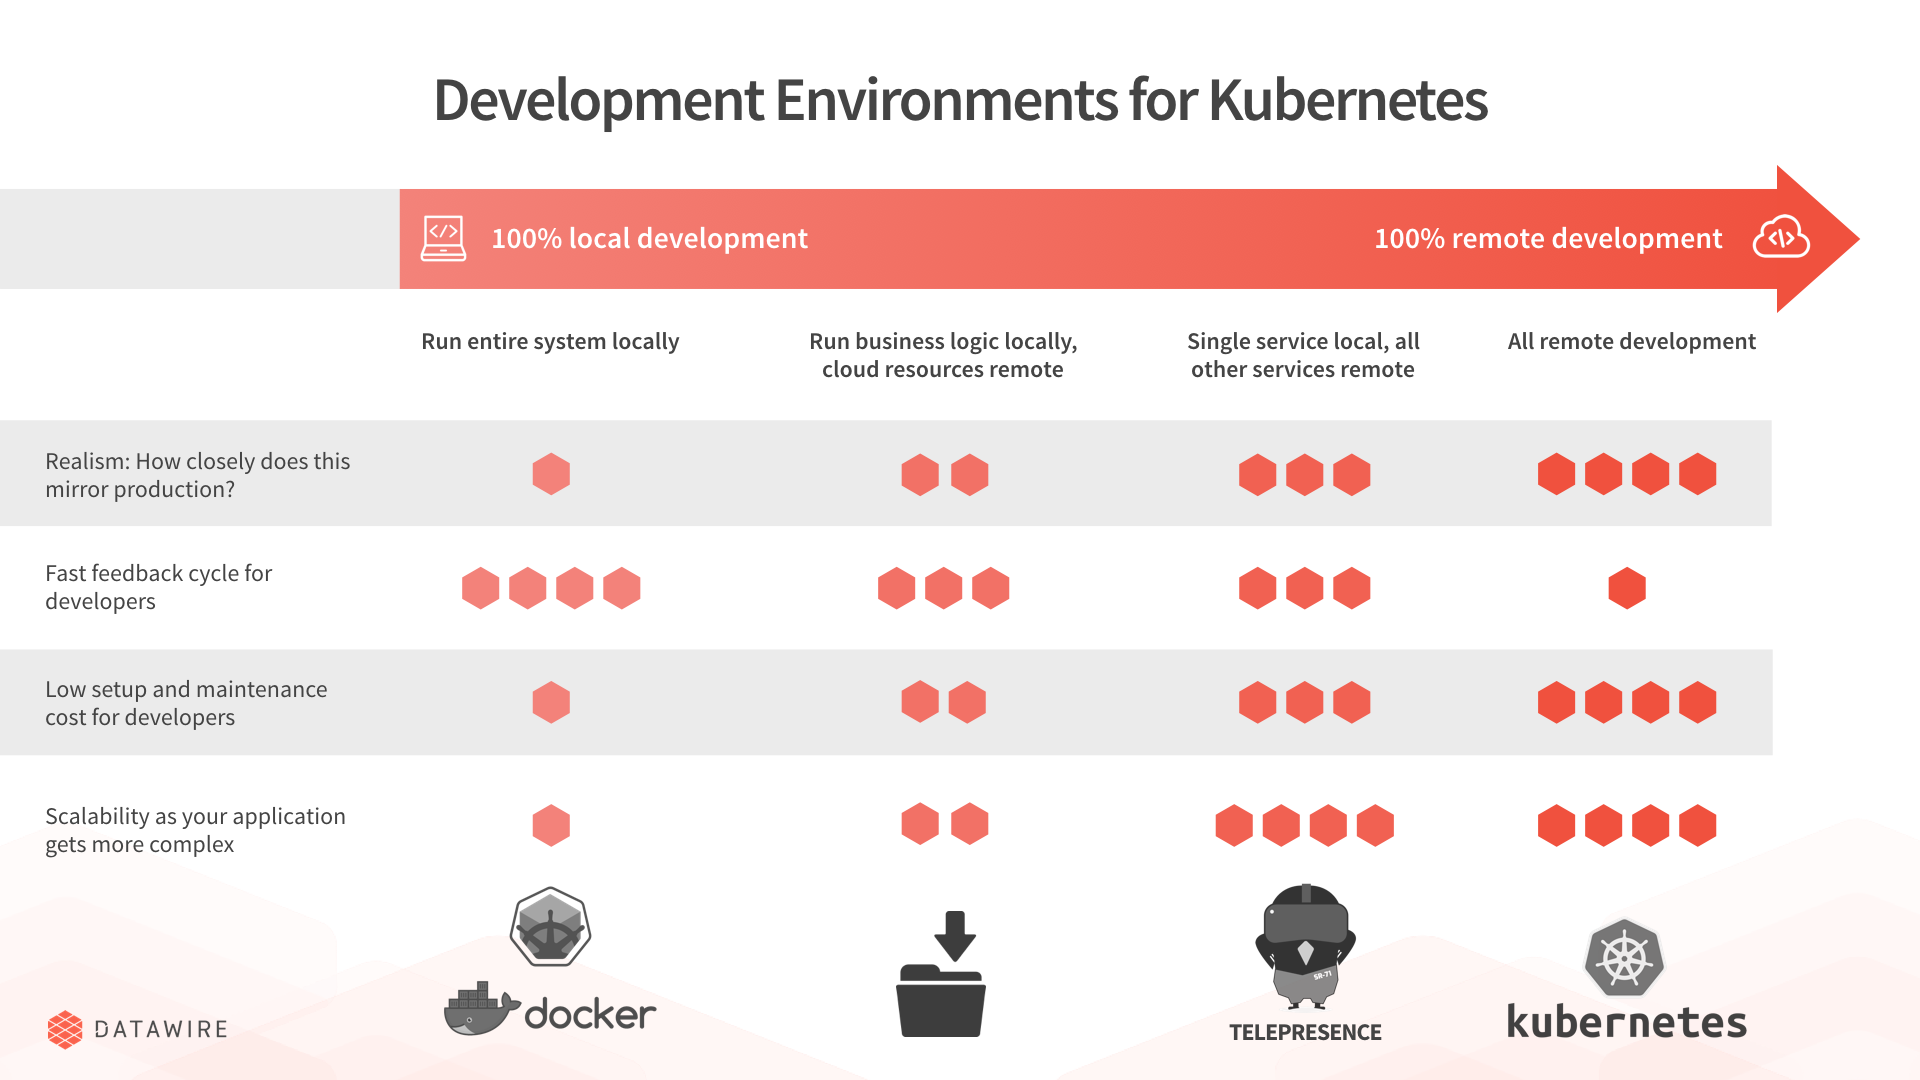 Development Environments for Kubernetes
100% local development
100% remote development
Run entire system locally
Run business logic locally,
cloud resources remote
Single service local, all
other services remote
All remote development
Realism: How closely does this
mirror production?
Fast feedback cycle for
developers
Low setup and maintenance
cost for developers
Scalability as your application
gets more complex
SR-71
docker
TELEPRESENCE
kubernetes
DATAWIRE